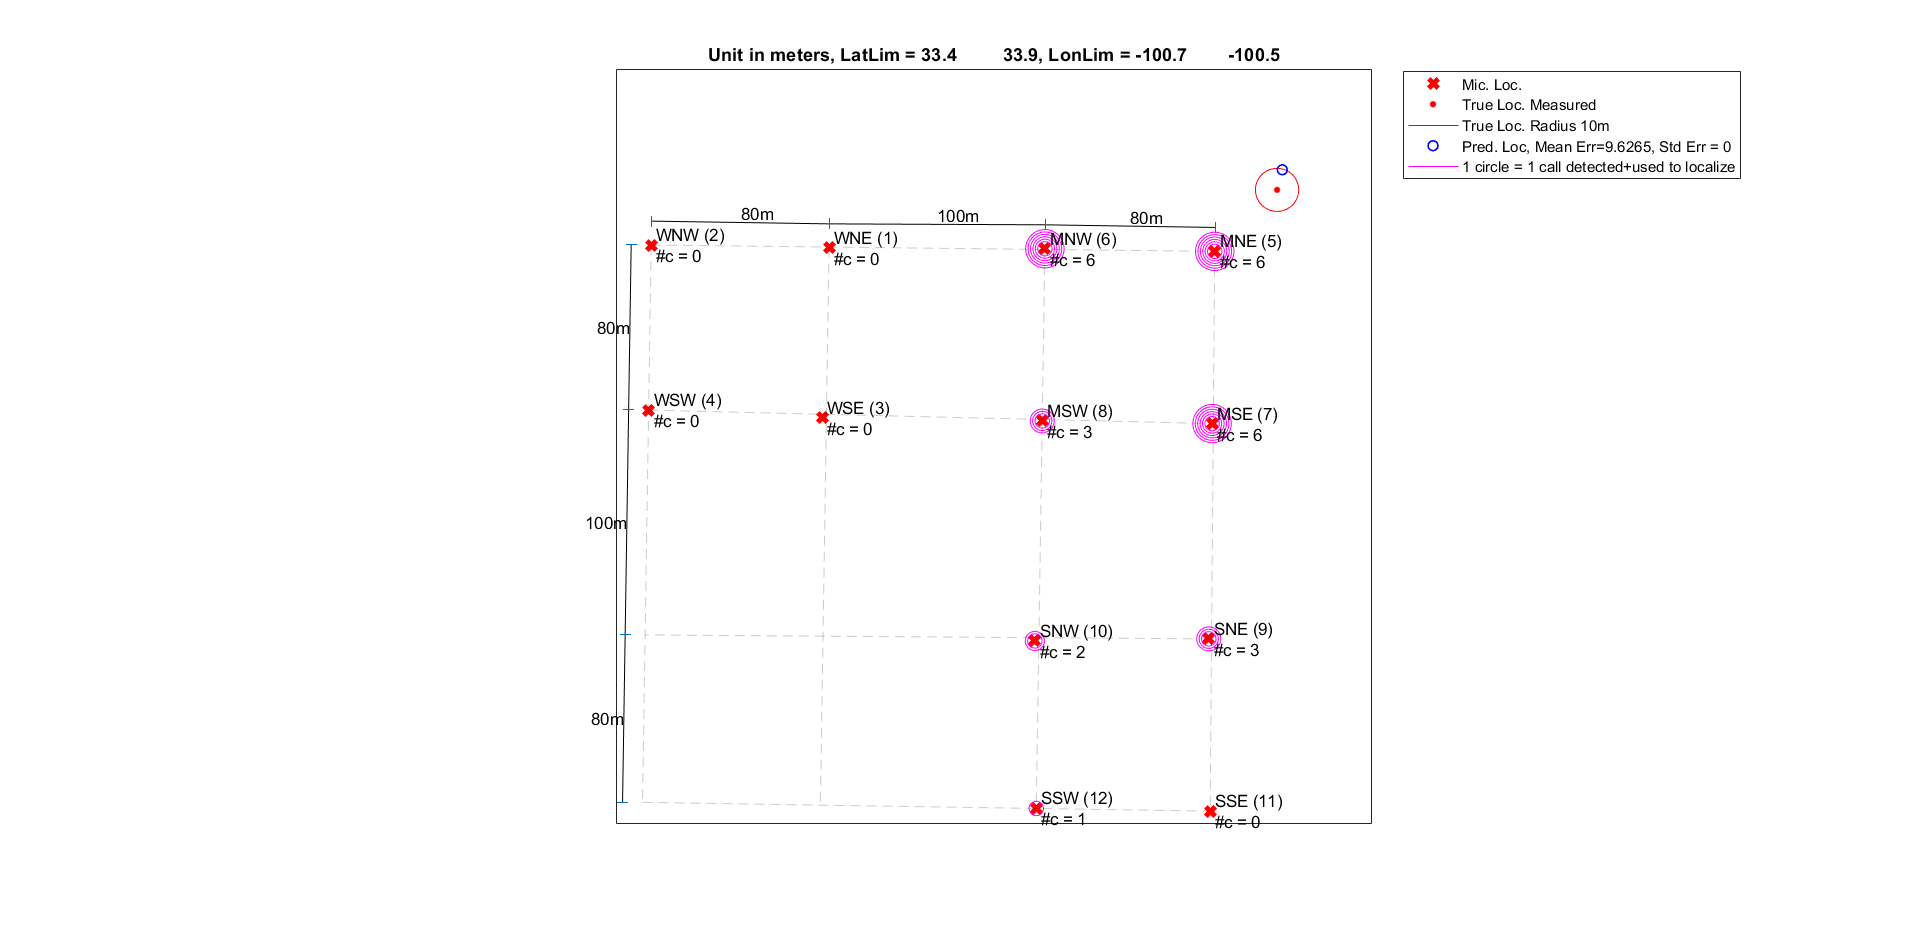 Unit in meters, LatLim = 33.4 33.9, LonLim = -100.7 -100.5
Mic. Loc.
True Loc. Measured
True Loc. Radius 10m
Pred. Loc, Mean Err=9.6265, Std Err = 0
1 circle = 1 call detected+used to localize
80m
100m
80m
WNW (2)
#c = 0
WNE (1)
#c = 0
MNW (6)
#c = 6
MNE (5)
#c = 6
80m
WSW (4)
#c = 0
WSE (3)
#c = 0
MSW (8)
#c = 3
MSE (7)
#c = 6
100m
SNW (10)
#c = 2
SNE (9)
#c = 3
80m
SSW (12)
#c = 1
SSE (11)
#c = 0